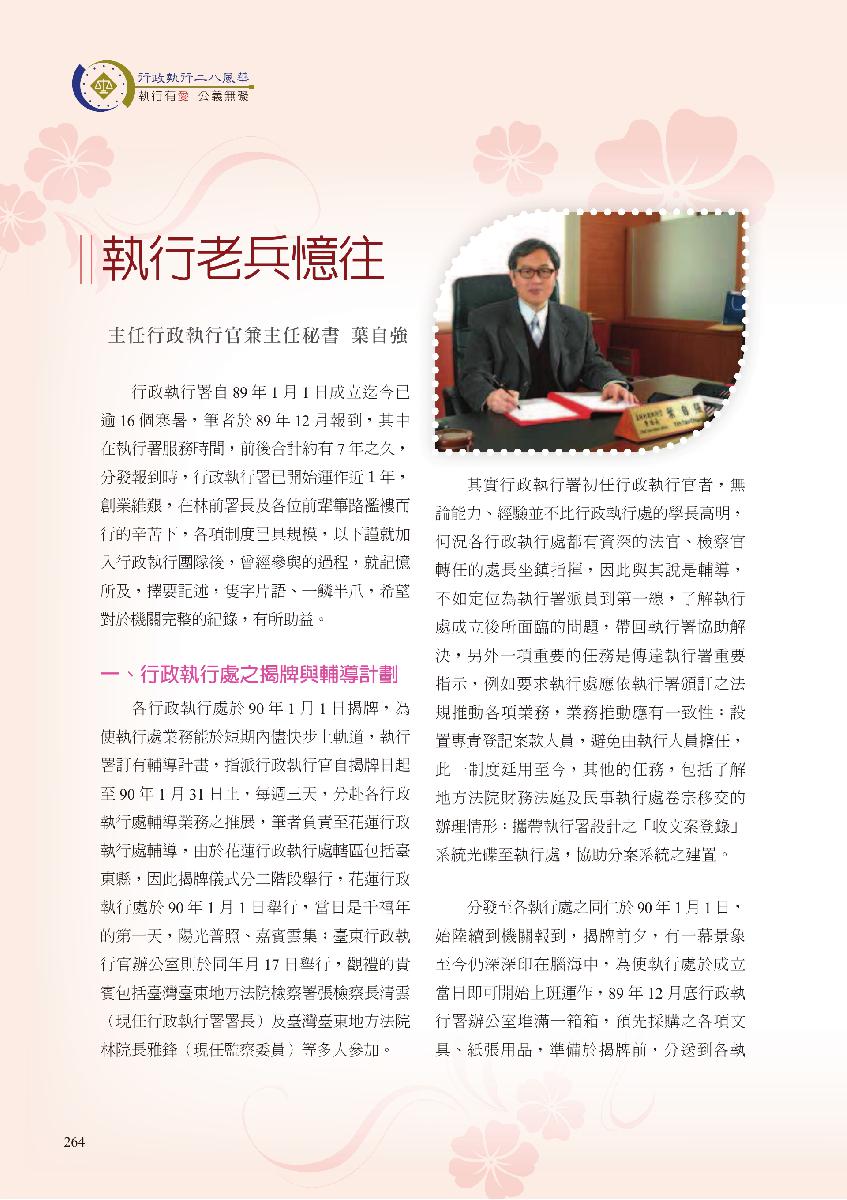 行政執行二八風華
執行有愛 公義無礙
執行老兵憶往
主任行政執行官兼主任秘書 葉自強
行政執行署自 89 年 1 月 1 日成立迄今已
逾 16 個寒暑，筆者於 89 年 12 月報到，其中
在執行署服務時間，前後合計約有 7 年之久，
分發報到時，行政執行署已開始運作近 1 年，
創業維艱，在林前署長及各位前輩篳路襤褸而
行的辛苦下，各項制度已具規模，以下謹就加
入行政執行團隊後，曾經參與的過程，就記憶
所及，擇要記述，隻字片語、一鱗半爪，希望
對於機關完整的紀錄，有所助益。
一、行政執行處之揭牌與輔導計劃
各行政執行處於 90 年 1 月 1 日揭牌，為
使執行處業務能於短期內儘快步上軌道，執行
署訂有輔導計畫，指派行政執行官自揭牌日起
至 90 年 1 月 31 日止，每週三天，分赴各行政
執行處輔導業務之推展，筆者負責至花蓮行政
執行處輔導，由於花蓮行政執行處轄區包括臺
東縣，因此揭牌儀式分二階段舉行，花蓮行政
執行處於 90 年 1 月 1 日舉行，當日是千禧年
的第一天，陽光普照、嘉賓雲集；臺東行政執
行官辦公室則於同年月 17 日舉行，觀禮的貴
賓包括臺灣臺東地方法院檢察署張檢察長清雲
（現任行政執行署署長）及臺灣臺東地方法院
林院長雅鋒（現任監察委員）等多人參加。
葉自強
其實行政執行署初任行政執行官者，無
論能力、經驗並不比行政執行處的學長高明，
何況各行政執行處都有資深的法官、檢察官
轉任的處長坐鎮指揮，因此與其說是輔導，
不如定位為執行署派員到第一線，了解執行
處成立後所面臨的問題，帶回執行署協助解
決，另外一項重要的任務是傳達執行署重要
指示，例如要求執行處應依執行署頒訂之法
規推動各項業務，業務推動應有一致性；設
置專責登記案款人員，避免由執行人員擔任，
此一制度延用至今，其他的任務，包括了解
地方法院財務法庭及民事執行處卷宗移交的
辦理情形；攜帶執行署設計之「收文案登錄」
系統光碟至執行處，協助分案系統之建置。
分發至各執行處之同仁於 90 年 1 月 1 日，
始陸續到機關報到，揭牌前夕，有一幕景象
至今仍深深印在腦海中，為使執行處於成立
當日即可開始上班運作，89 年 12 月底行政執
行署辦公室堆滿一箱箱，預先採購之各項文
具、紙張用品，準備於揭牌前，分送到各執
264